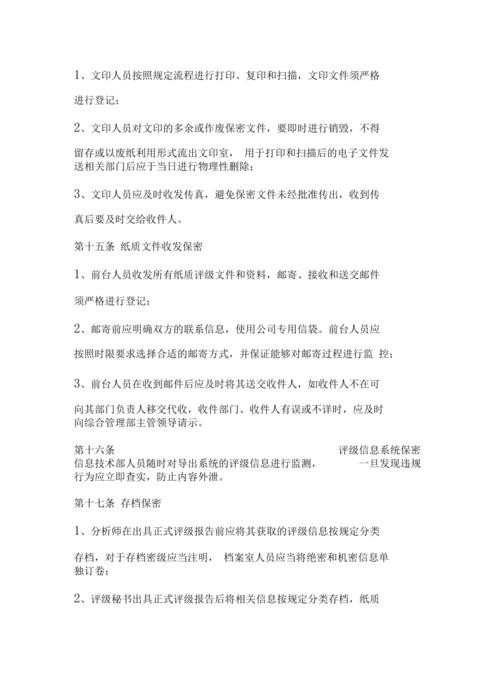 1、文印人员按照规定流程进行打印、复印和扫描，文印文件须严格
进行登记；
2、文印人员对文印的多余或作废保密文件，要即时进行销毁，不得
留存或以废纸利用形式流出文印室， 用于打印和扫描后的电子文件发
送相关部门后应于当日进行物理性删除；
3、文印人员应及时收发传真，避免保密文件未经批准传出，收到传
真后要及时交给收件人。
第十五条 纸质文件收发保密
1、前台人员收发所有纸质评级文件和资料，邮寄、接收和送交邮件
须严格进行登记；
2、邮寄前应明确双方的联系信息，使用公司专用信袋。前台人员应
按照时限要求选择合适的邮寄方式，并保证能够对邮寄过程进行监 控；
3、前台人员在收到邮件后应及时将其送交收件人，如收件人不在可
向其部门负责人移交代收，收件部门、收件人有误或不详时，应及时
向综合管理部主管领导请示。
第十六条 评级信息系统保密
信息技术部人员随时对导出系统的评级信息进行监测， 一旦发现违规
行为应立即查实，防止内容外泄。
第十七条 存档保密
1、分析师在出具正式评级报告前应将其获取的评级信息按规定分类
存档，对于存档密级应当注明， 档案室人员应当将绝密和机密信息单
独订卷；
2、评级秘书出具正式评级报告后将相关信息按规定分类存档，纸质